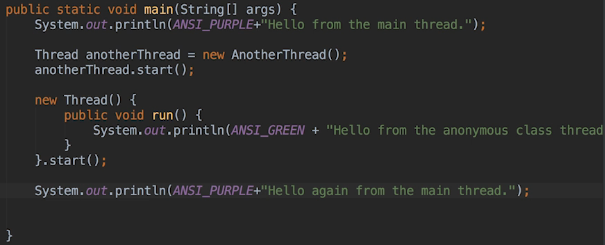 public static void main(String[] args) {
System.out.println(ANSI_PURPLE+"Hello from the main thread.");
Thread anotherThread = new AnotherThread();
anotherThread.start();
new Thread() {
public void run() {
System.out.println(ANSI_GREEN + "Hello from the anonymous class thread
}
}.start();
System.out.println(ANSI_PURPLE+"Hello again from the main thread.");
}